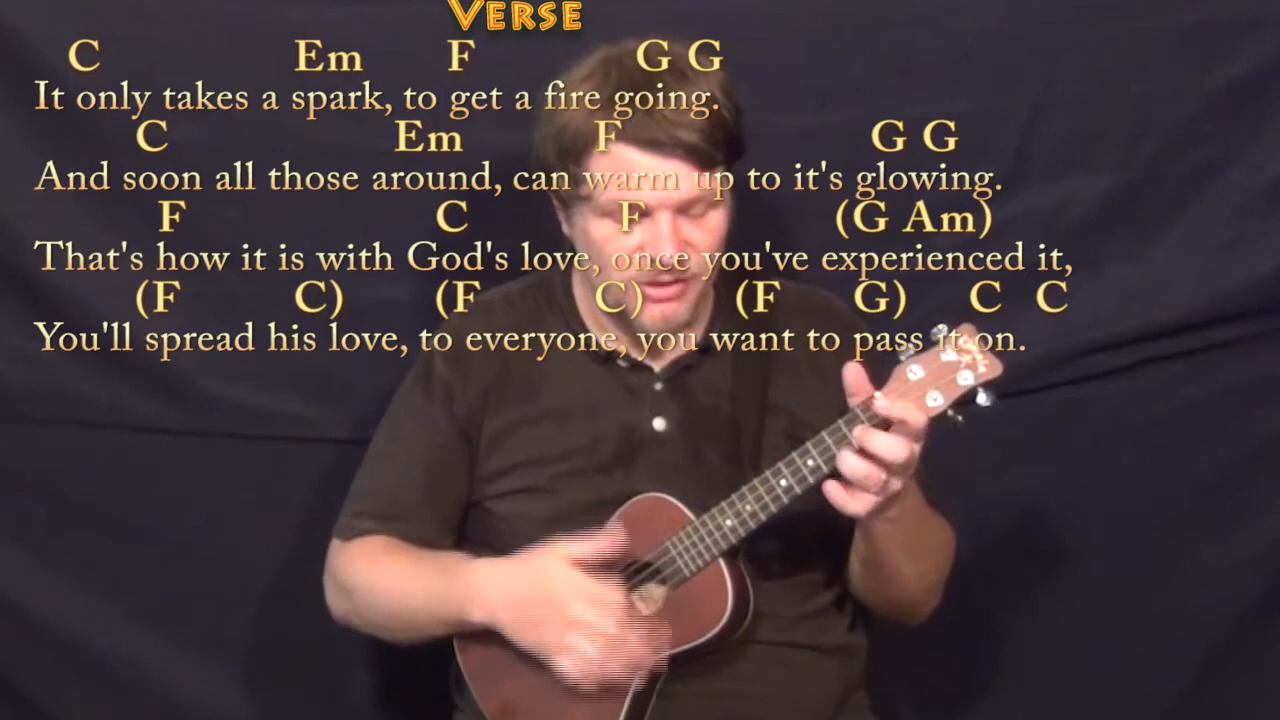 VERSE
C Em F G G
It only takes a spark, to get a fire going.
C Em F G G
And soon all those around, can warm up to it's glowing.
F C F (G Am)
That's how it is with God's love, once you've experienced it,
(F C) (F C) (F G) C C
You'll spread his love, to everyone, you want to pass it on.